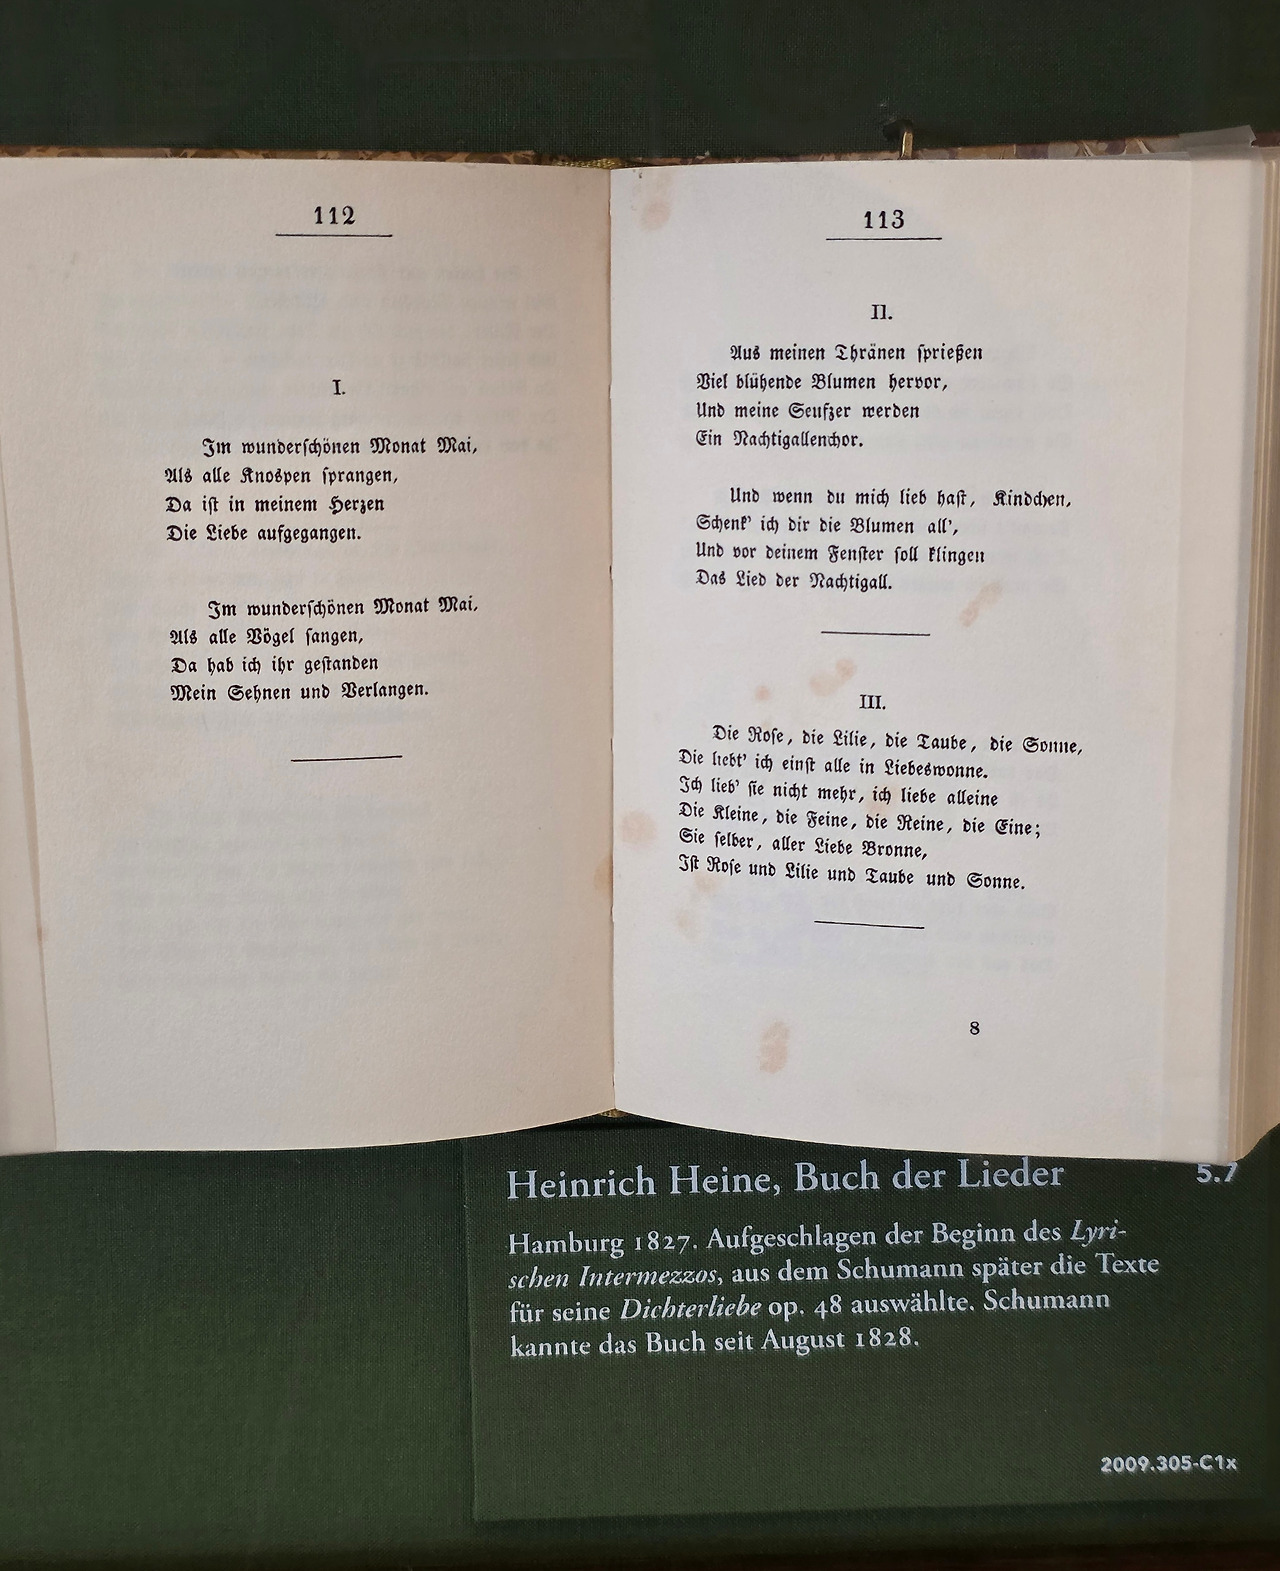 112
I.
Im wunderschönen Monat Mai,
Als alle Knospen sprangen,
Da ist in meinem Herzen
Die Liebe aufgegangen.
Im wunderschönen Monat Mai,
Als alle Vögel sangen,
Da hab ich ihr gestanden
Mein Sehnen und Verlangen.
113
II.
Aus meinen Thränen sprießen
Viel blühende Blumen hervor,
Und meine Seufzer werden
Ein Nachtigallenchor.
Und wenn du mich lieb hast, Kindchen,
Schenk' ich dir die Blumen all',
Und vor deinem Fenster soll klingen
Das Lied der Nachtigall.
III.
Die Rose, die Lilie, die Taube, die Sonne,
Die liebt' ich einst alle in Liebeswonne.
Ich lieb' sie nicht mehr, ich liebe alleine
Die Kleine, die Feine, die Reine, die Eine;
Sie selber, aller Liebe Bronne,
Ist Rose und Lilie und Taube und Sonne.
8
Heinrich Heine, Buch der Lieder 5.7
Hamburg 1827. Aufgeschlagen der Beginn des Lyri-
schen Intermezzos, aus dem Schumann später die Texte
für seine Dichterliebe op. 48 auswählte. Schumann
kannte das Buch seit August 1828.
2009.305-C1x